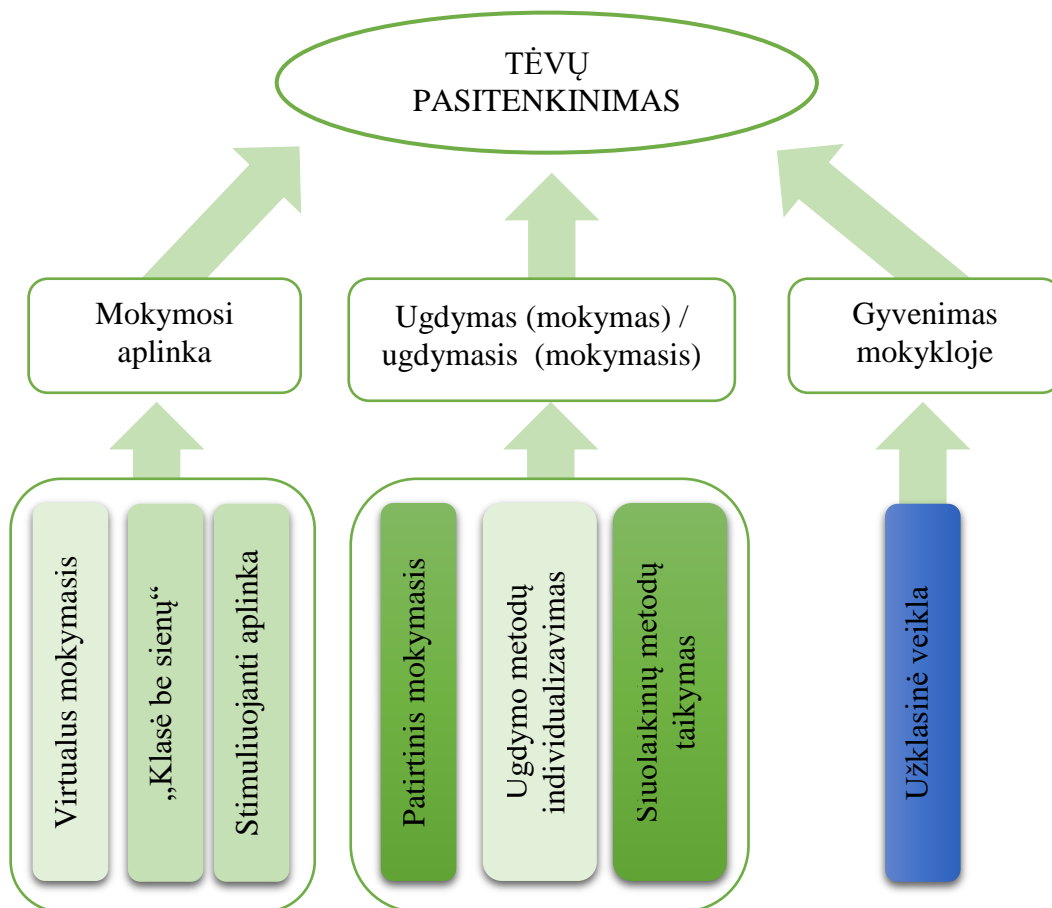 TĖVŲ
PASITENKINIMAS
Mokymosi
aplinka
Ugdymas (mokymas) /
ugdymasis (mokymasis)
Gyvenimas
mokykloje
Virtualus mokymasis
„Klasė be sienų“
Stimuliuojanti aplinka
Patirtinis mokymasis
Ugdymo metodų
individualizavimas
Šiuolaikinių metodų
taikymas
Užklasinė veikla